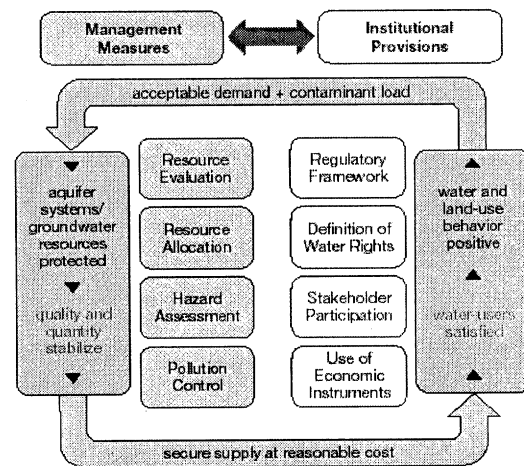 Management
Measures
Institutional
Provisions
acceptable demand + contaminant load
aquifer
systems/
groundwater
resources
protected
quality and
quantity
stabilize
Resource
Evaluation
Resource
Allocation
Hazard
Assessment
Pollution
Control
Regulatory
Framework
Definition of
Water Rights
Stakeholder
Participation
Use of
Economic
Instruments
water and
land-use
behavior
positive
water-users
satisfied
secure supply at reasonable cost